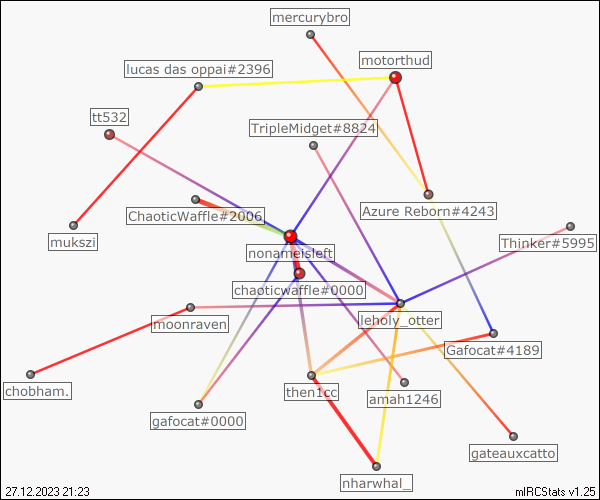 mercurybro
motorthud
lucas das oppai#2396
tt532
TripleMidget#8824
ChaoticWaffle#2006
Azure Reborn#4243
mukszi
Thinker#5995
nonameisleft
chaoticwaffle#0000
leholy_otter
moonraven
Gafocat#4189
chobham.
then1cc
amah1246
gafocat#0000
gateauxcatto
nharwhal_
27.12.2023 21:23
mIRCStats v1.25